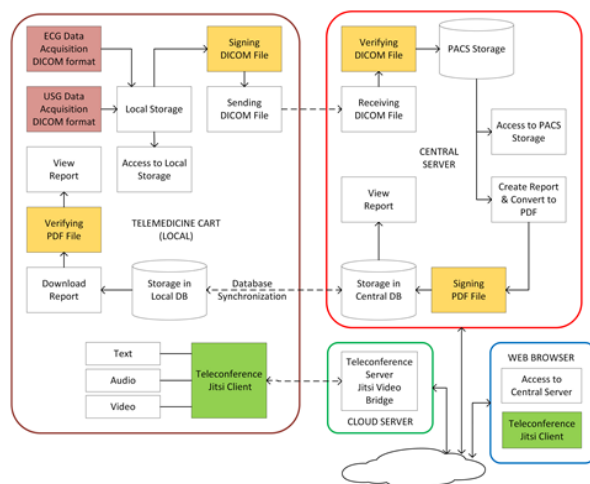 ECG Data
Acquisition
DICOM format
USG Data
Acquisition
DICOM format
Local Storage
Signing
DICOM File
Sending
DICOM File
Access to Local
Storage
View
Report
Verifying
PDF File
Download
Report
TELEMEDICINE CART
(LOCAL)
Storage in
Local DB
Database
Synchronization
Text
Audio
Video
Teleconference
Jitsi Client
Verifying
DICOM File
Receiving
DICOM File
PACS Storage
Access to PACS
Storage
CENTRAL
SERVER
View
Report
Create Report
& Convert to
PDF
Storage in
Central DB
Signing
PDF File
Teleconference
Server
Jitsi Video
Bridge
CLOUD SERVER
WEB BROWSER
Access to
Central Server
Teleconference
Jitsi Client